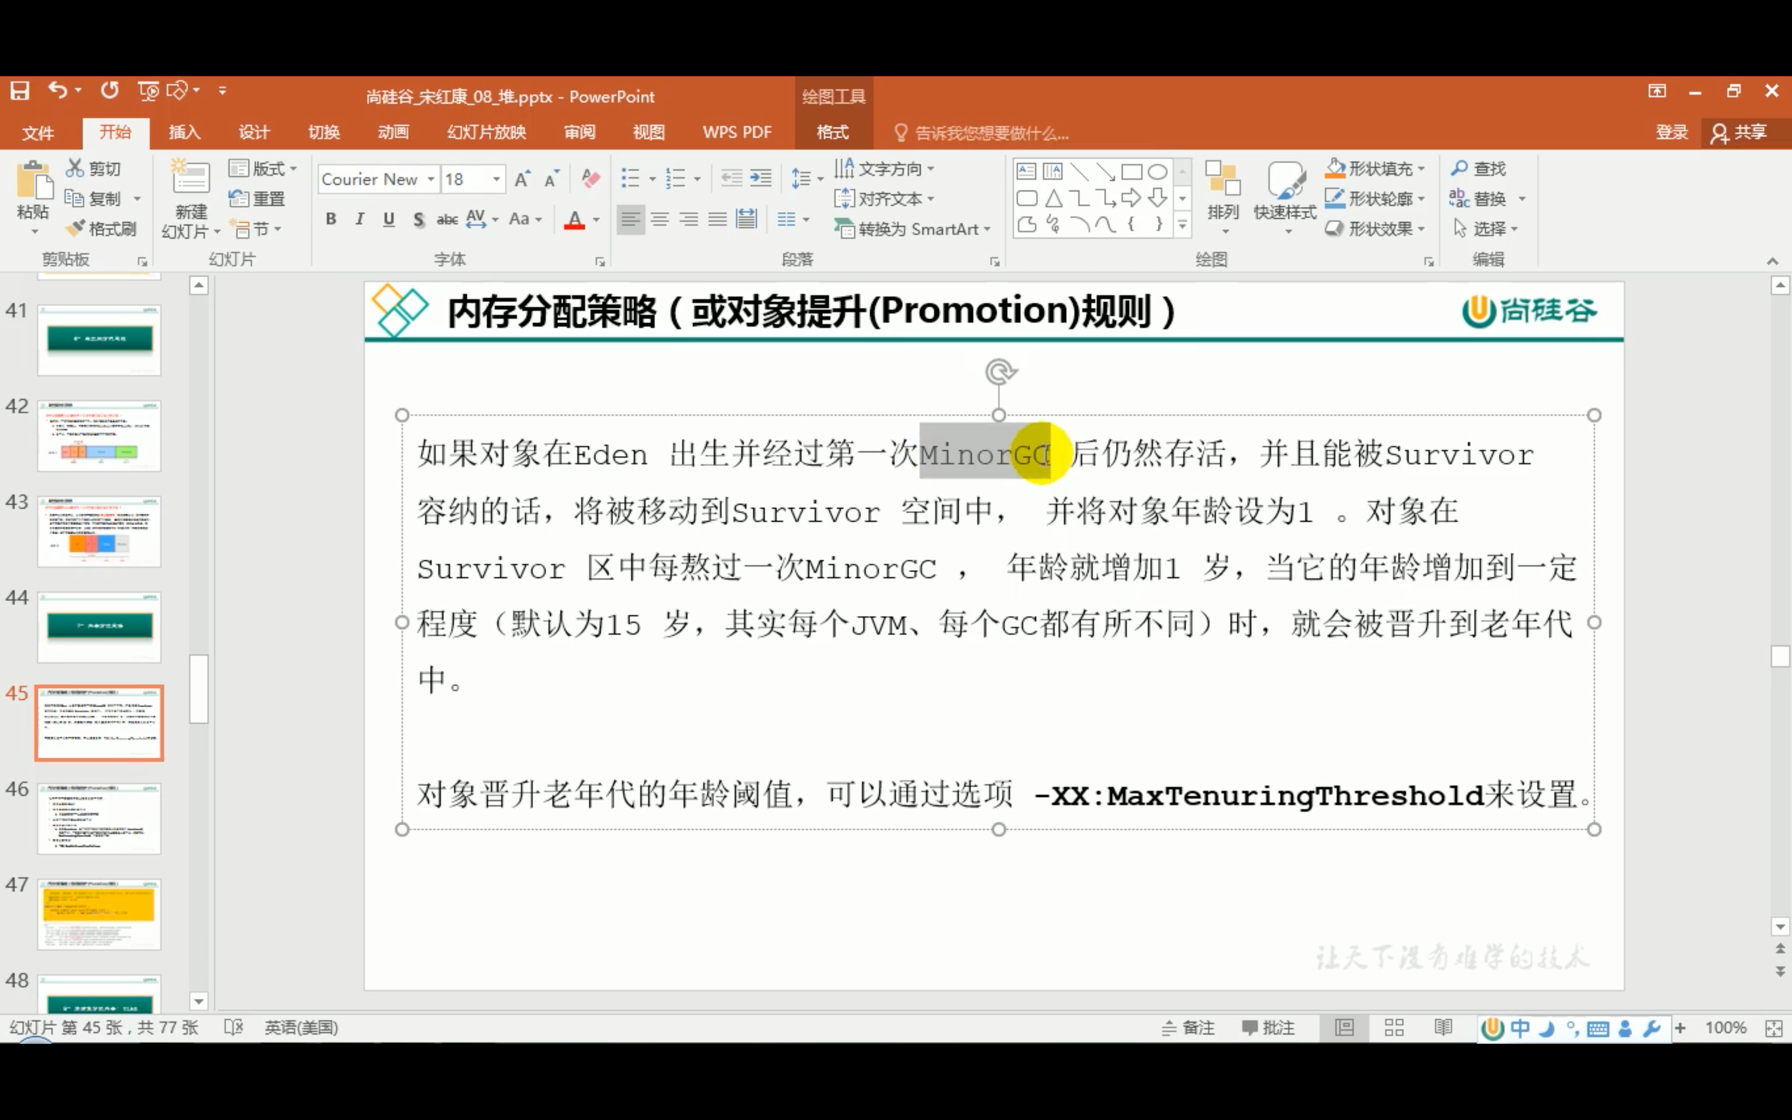 尚硅谷_宋红康_08_堆.pptx - PowerPoint
绘图工具
文件 开始 插入 设计 切换 动画 幻灯片放映 审阅 视图 WPS PDF 格式 告诉我您想要做什么... 登录 共享
粘贴 剪切 复制 格式刷
剪贴板
新建幻灯片 版式 重置 节
幻灯片
Courier New 18
B I U S abc AV Aa A
字体
文字方向 对齐文本 转换为 SmartArt
段落
排列 快速样式 形状填充 形状轮廓 形状效果
绘图
查找 替换 选择
编辑
41
42
43
44
45
46
47
48
内存分配策略(或对象提升(Promotion)规则)
尚硅谷
如果对象在Eden 出生并经过第一次MinorGC 后仍然存活，并且能被Survivor
容纳的话，将被移动到Survivor 空间中， 并将对象年龄设为1 。对象在
Survivor 区中每熬过一次MinorGC ， 年龄就增加1 岁，当它的年龄增加到一定
程度（默认为15 岁，其实每个JVM、每个GC都有所不同）时，就会被晋升到老年代
中。
对象晋升老年代的年龄阈值，可以通过选项 -XX:MaxTenuringThreshold来设置。
让天下没有难学的技术
幻灯片 第 45 张，共 77 张 英语(美国) 备注 批注 中 100%